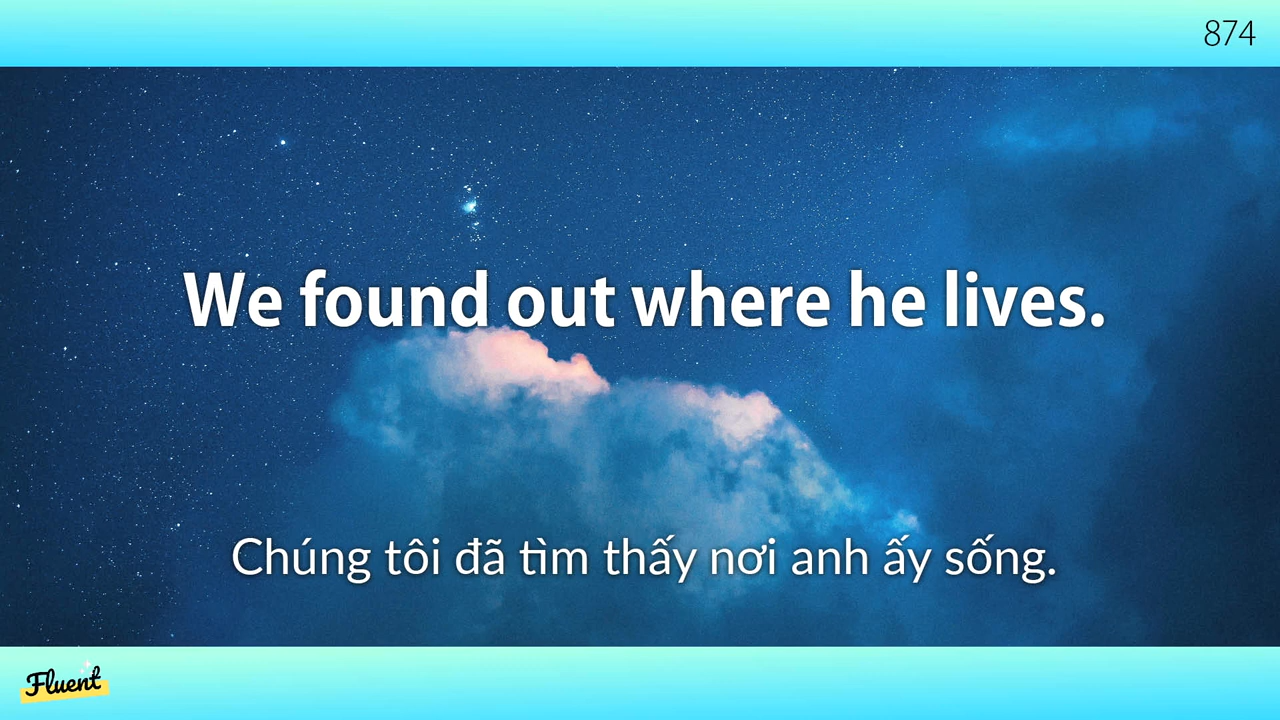 874
We found out where he lives.
Chúng tôi đã tìm thấy nơi anh ấy sống.
Fluent